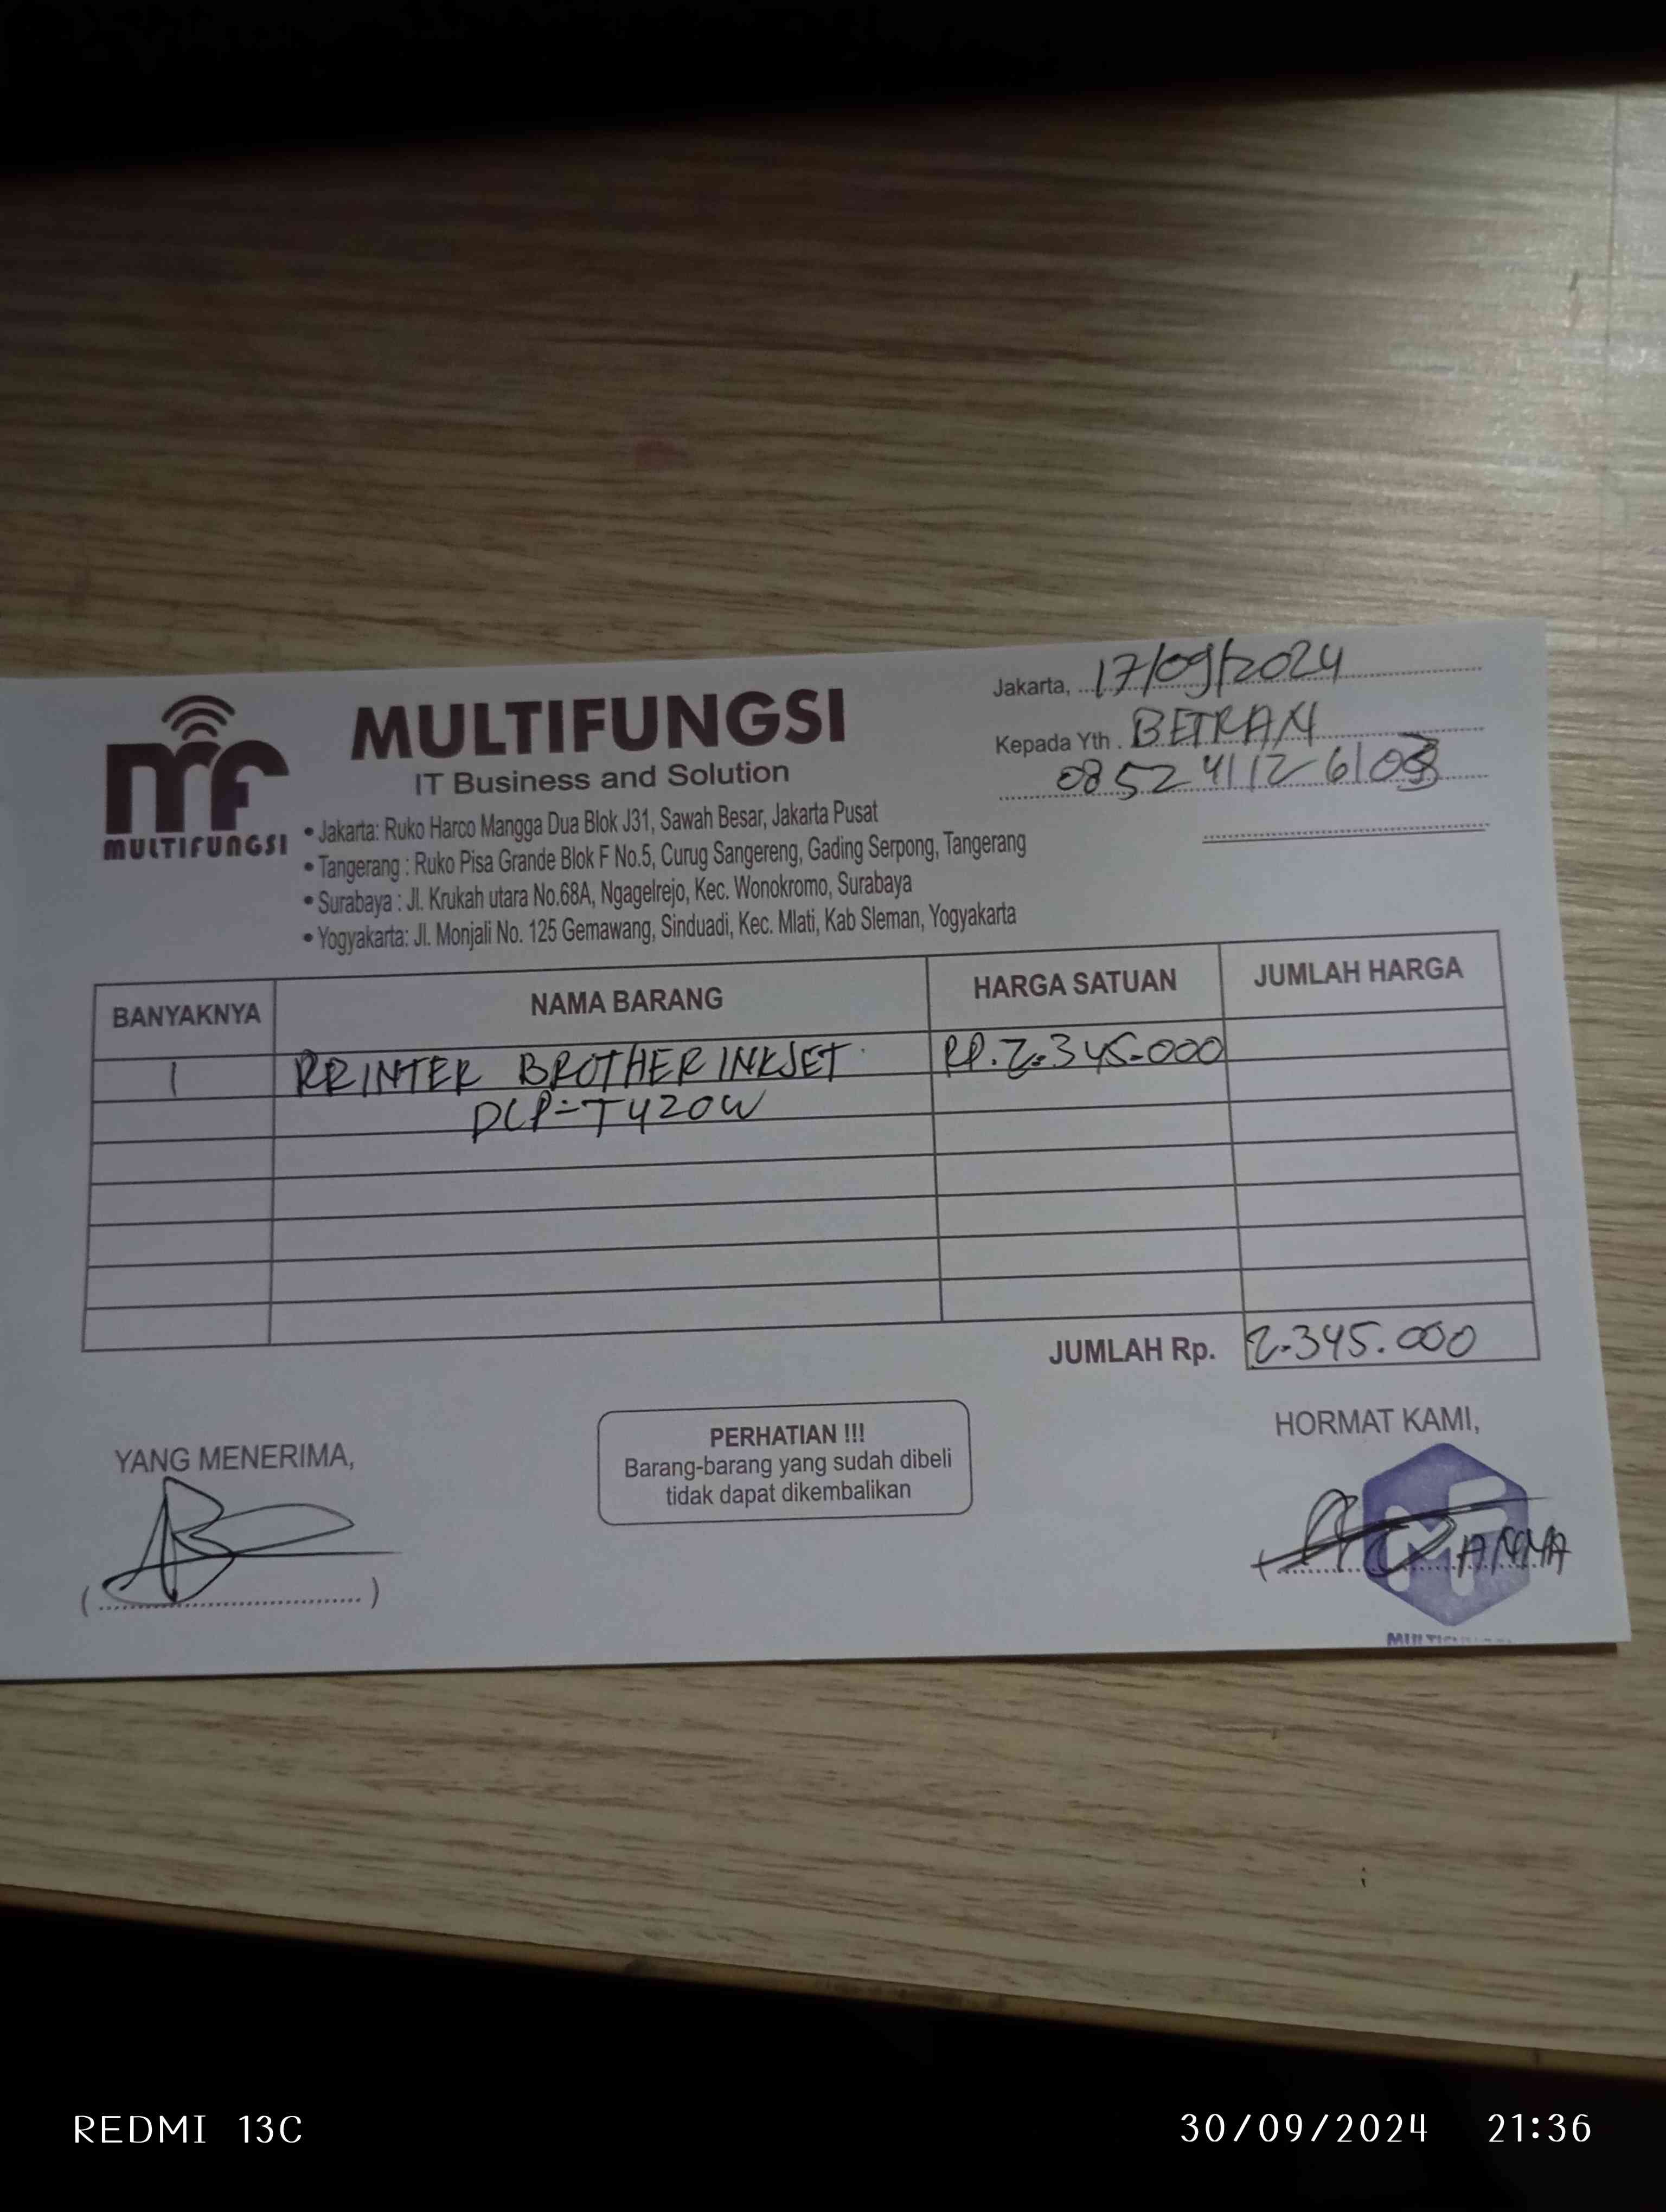 Jakarta, 17/09/2024
MULTIFUNGSI
IT Business and Solution
Kepada Yth. BETRAN
MULTIFUNGSI
• Jakarta: Ruko Harco Mangga Dua Blok J31, Sawah Besar, Jakarta Pusat
• Tangerang : Ruko Pisa Grande Blok F No.5, Curug Sangereng, Gading Serpong, Tangerang
• Surabaya : Jl. Krukah utara No.68A, Ngagelrejo, Kec. Wonokromo, Surabaya
• Yogyakarta: Jl. Monjali No. 125 Gemawang, Sinduadi, Kec. Mlati, Kab Sleman, Yogyakarta
BANYAKNYA NAMA BARANG HARGA SATUAN JUMLAH HARGA
1 PRINTER BROTHER INKJET RP.2.345.000
DCP-T420W
JUMLAH Rp. 2.345.000
YANG MENERIMA,
PERHATIAN !!!
Barang-barang yang sudah dibeli
tidak dapat dikembalikan
HORMAT KAMI,
MULTIFUNGSI
REDMI 13C 30/09/2024 21:36